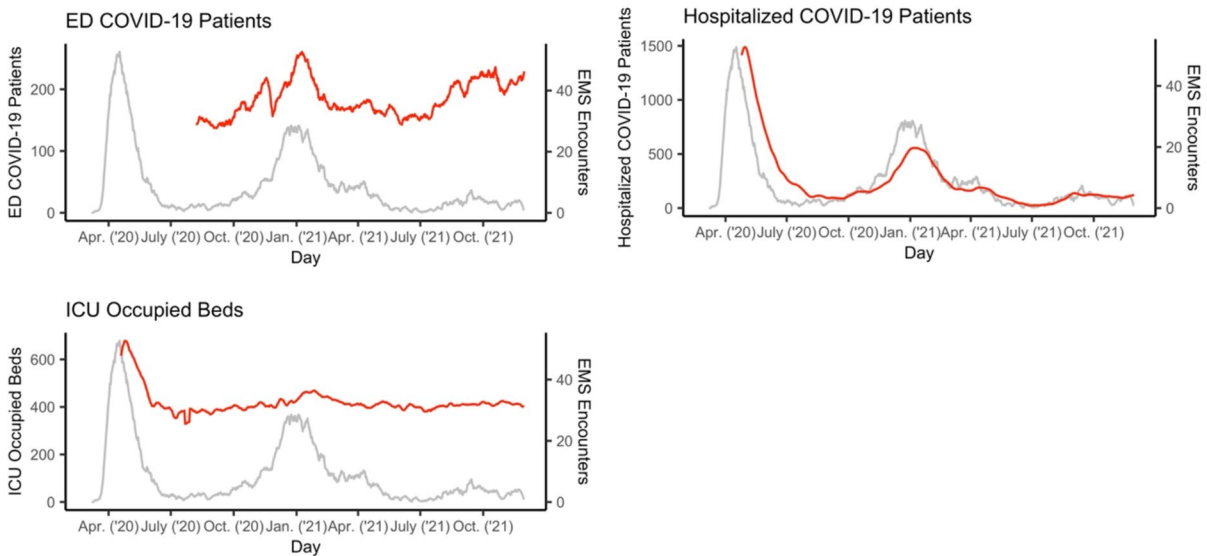 ED COVID-19 Patients
ED COVID-19 Patients
200
100
0
40
20
0
EMS Encounters
Apr. ('20) July ('20) Oct. ('20) Jan. ('21) Apr. ('21) July ('21) Oct. ('21)
Day
Hospitalized COVID-19 Patients
Hospitalized COVID-19 Patients
1500
1000
500
0
40
20
0
EMS Encounters
Apr. ('20) July ('20) Oct. ('20) Jan. ('21) Apr. ('21) July ('21) Oct. ('21)
Day
ICU Occupied Beds
ICU Occupied Beds
600
400
200
0
40
20
0
EMS Encounters
Apr. ('20) July ('20) Oct. ('20) Jan. ('21) Apr. ('21) July ('21) Oct. ('21)
Day